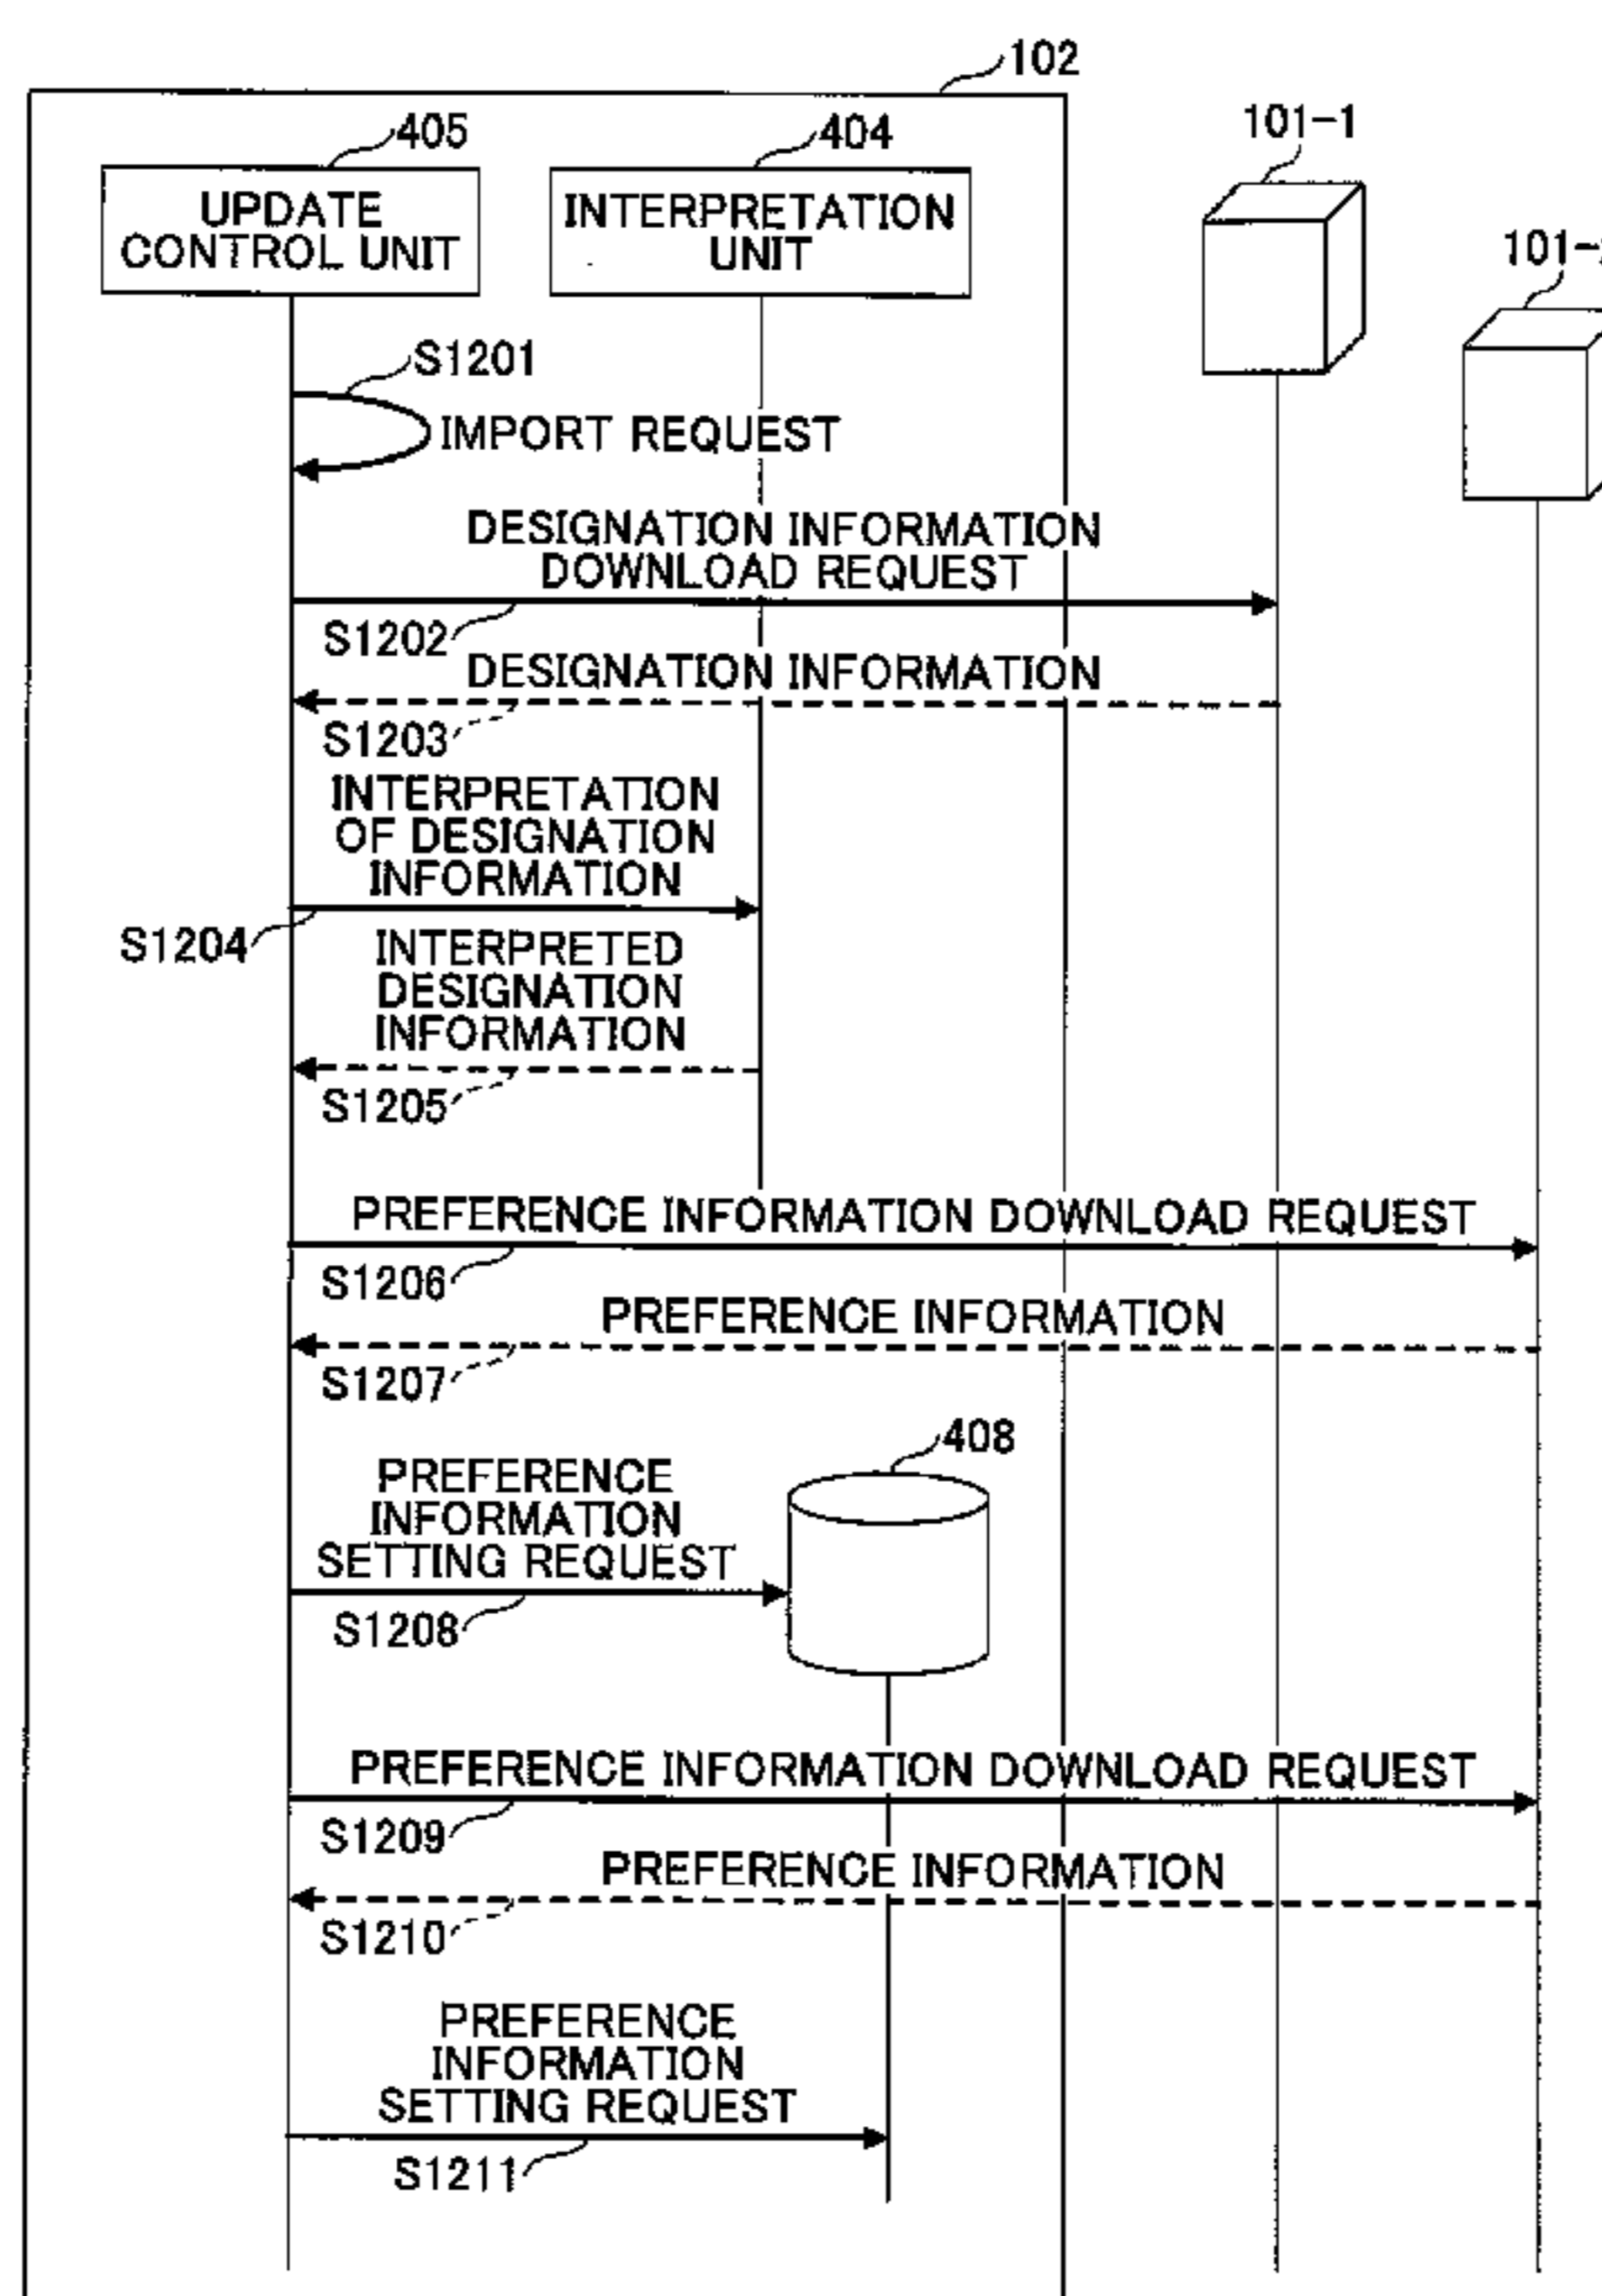 102
405
404
101-1
UPDATE
CONTROL UNIT
INTERPRETATION
UNIT
101-
S1201
IMPORT REQUEST
DESIGNATION INFORMATION
DOWNLOAD REQUEST
S1202
DESIGNATION INFORMATION
S1203
INTERPRETATION
OF DESIGNATION
INFORMATION
S1204
INTERPRETED
DESIGNATION
INFORMATION
S1205
PREFERENCE INFORMATION DOWNLOAD REQUEST
S1206
PREFERENCE INFORMATION
S1207
408
PREFERENCE
INFORMATION
SETTING REQUEST
S1208
PREFERENCE INFORMATION DOWNLOAD REQUEST
S1209
PREFERENCE INFORMATION
S1210
PREFERENCE
INFORMATION
SETTING REQUEST
S1211